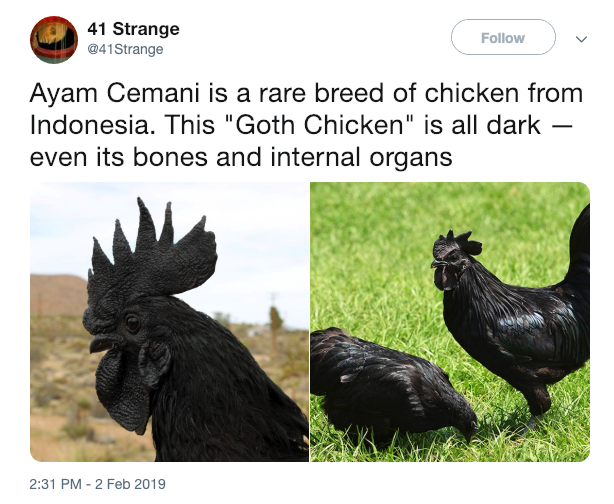 41 Strange
@41Strange
Follow
Ayam Cemani is a rare breed of chicken from
Indonesia. This "Goth Chicken" is all dark —
even its bones and internal organs
2:31 PM - 2 Feb 2019